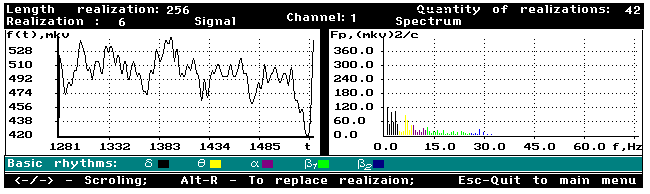 Length realization: 256 Quantity of realizations: 42
Realization : 6 Signal Channel: 1 Spectrum
f(t),mkv Fp,(mkv)2/c
528 360.0
510 300.0
492 240.0
474 180.0
456 120.0
438 60.0
420 0.0
1281 1332 1383 1434 1485 t 0.0 15.0 30.0 45.0 60.0 f,Hz
Basic rhythms: δ θ α β1 β2
<-/-> - Scroling; Alt-R - To replace realizaion; Esc-Quit to main menu